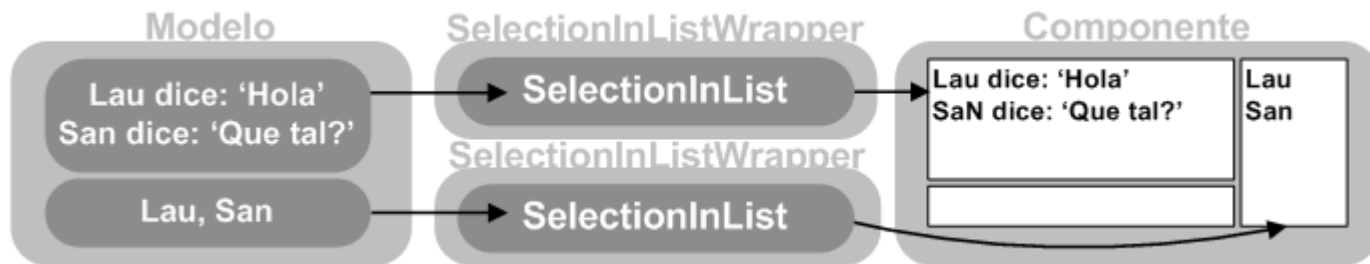 Modelo
Lau dice: ‘Hola’
San dice: ‘Que tal?’
Lau, San
SelectionInListWrapper
SelectionInList
SelectionInListWrapper
SelectionInList
Componente
Lau dice: ‘Hola’
SaN dice: ‘Que tal?’
Lau
San